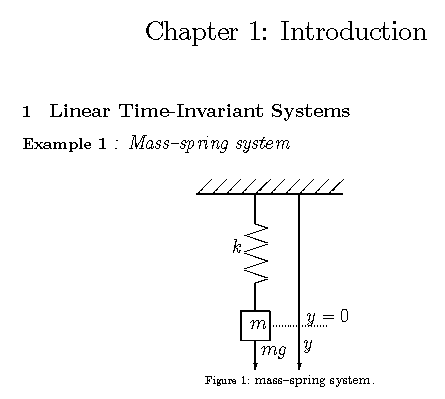 Chapter 1: Introduction
1 Linear Time-Invariant Systems
Example 1 : Mass–spring system
k
y = 0
m
y
mg
Figure 1: mass–spring system.